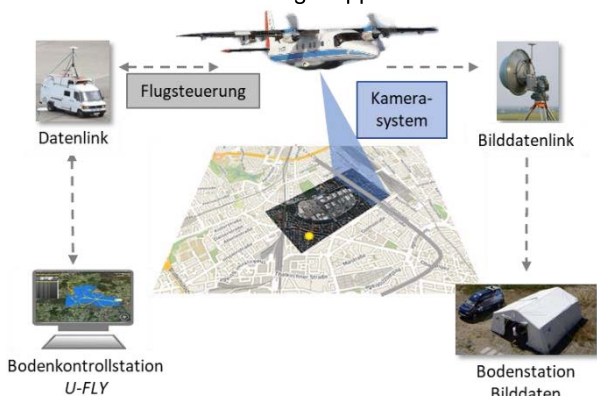 Flugsteuerung
Kamera-
system
Datenlink
Bilddatenlink
Bodenkontrollstation
U-FLY
Bodenstation
Bilddaten